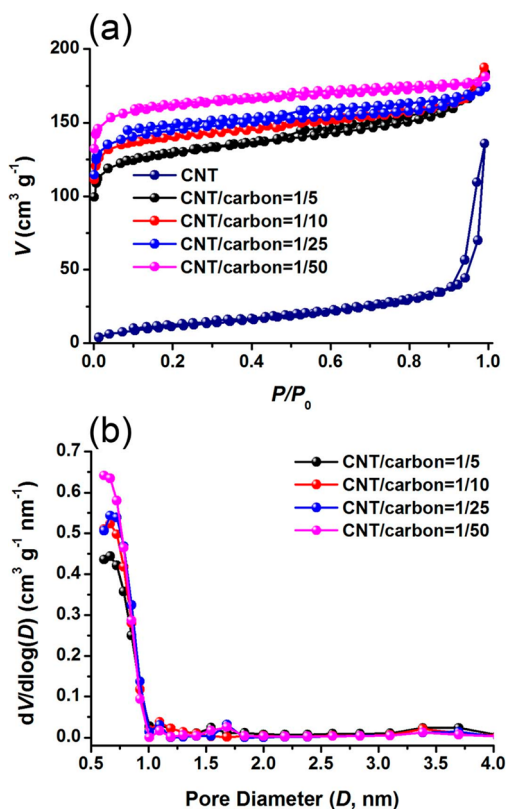 (a)
200
150
100
50
0
V (cm³ g⁻¹)
CNT
CNT/carbon=1/5
CNT/carbon=1/10
CNT/carbon=1/25
CNT/carbon=1/50
0.0 0.2 0.4 0.6 0.8 1.0
P/P₀
(b)
0.7
0.6
0.5
0.4
0.3
0.2
0.1
0.0
dV/dlog(D) (cm³ g⁻¹ nm⁻¹)
CNT/carbon=1/5
CNT/carbon=1/10
CNT/carbon=1/25
CNT/carbon=1/50
0.5 1.0 1.5 2.0 2.5 3.0 3.5 4.0
Pore Diameter (D, nm)